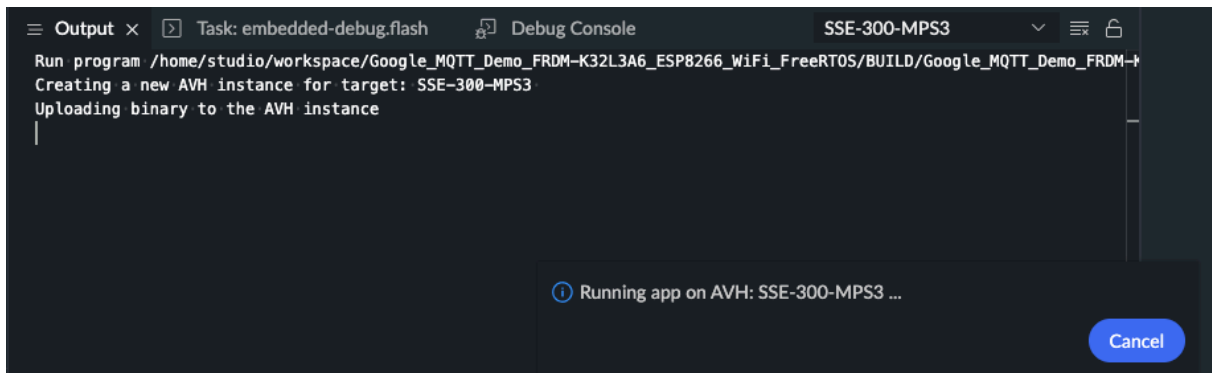 Output × Task: embedded-debug.flash Debug Console SSE-300-MPS3
Run program /home/studio/workspace/Google_MQTT_Demo_FRDM-K32L3A6_ESP8266_WiFi_FreeRTOS/BUILD/Google_MQTT_Demo_FRDM-K
Creating a new AVH instance for target: SSE-300-MPS3
Uploading binary to the AVH instance
Running app on AVH: SSE-300-MPS3 ...
Cancel